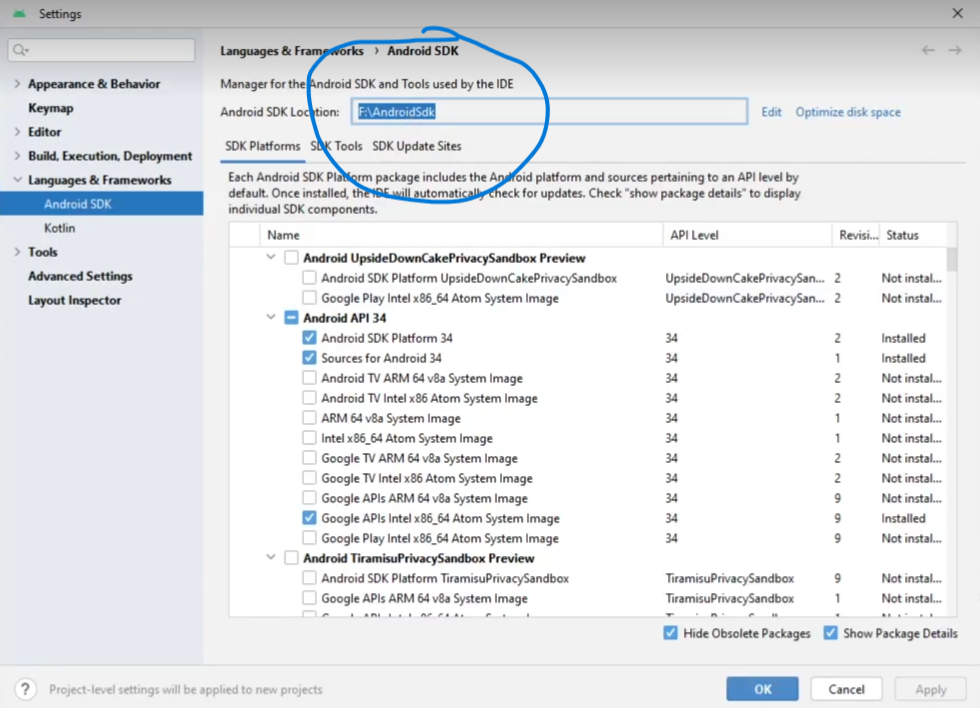 Settings
Languages & Frameworks › Android SDK
Manager for the Android SDK and Tools used by the IDE
Android SDK Location: F:\AndroidSdk Edit Optimize disk space
Appearance & Behavior
Keymap
Editor
Build, Execution, Deployment
Languages & Frameworks
Android SDK
Kotlin
Tools
Advanced Settings
Layout Inspector
SDK Platforms SDK Tools SDK Update Sites
Each Android SDK Platform package includes the Android platform and sources pertaining to an API level by
default. Once installed, the IDE will automatically check for updates. Check "show package details" to display
individual SDK components.
Name API Level Revisi... Status
Android UpsideDownCakePrivacySandbox Preview
Android SDK Platform UpsideDownCakePrivacySandbox UpsideDownCakePrivacySan... 2 Not instal...
Google Play Intel x86_64 Atom System Image UpsideDownCakePrivacySan... 2 Not instal...
Android API 34
Android SDK Platform 34 34 2 Installed
Sources for Android 34 34 1 Installed
Android TV ARM 64 v8a System Image 34 2 Not instal...
Android TV Intel x86 Atom System Image 34 2 Not instal...
ARM 64 v8a System Image 34 1 Not instal...
Intel x86_64 Atom System Image 34 1 Not instal...
Google TV ARM 64 v8a System Image 34 2 Not instal...
Google TV Intel x86 Atom System Image 34 2 Not instal...
Google APIs ARM 64 v8a System Image 34 9 Not instal...
Google APIs Intel x86_64 Atom System Image 34 9 Installed
Google Play Intel x86_64 Atom System Image 34 9 Not instal...
Android TiramisuPrivacySandbox Preview
Android SDK Platform TiramisuPrivacySandbox TiramisuPrivacySandbox 9 Not instal...
Google APIs ARM 64 v8a System Image TiramisuPrivacySandbox 1 Not instal...
Hide Obsolete Packages Show Package Details
? Project-level settings will be applied to new projects
OK Cancel Apply